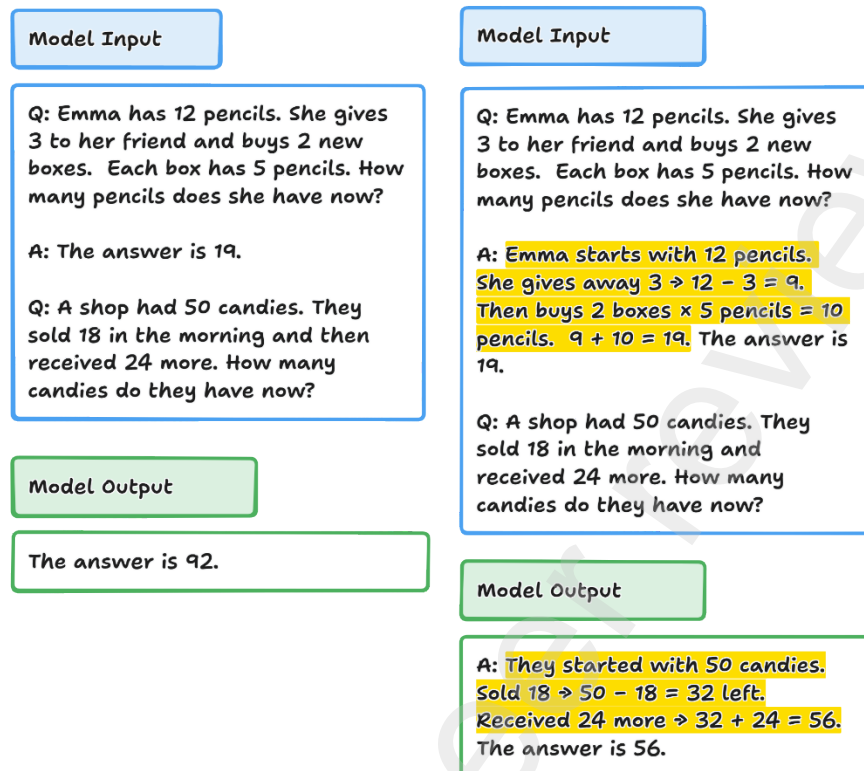 Model Input
Q: Emma has 12 pencils. She gives
3 to her friend and buys 2 new
boxes. Each box has 5 pencils. How
many pencils does she have now?
A: The answer is 19.
Q: A shop had 50 candies. They
sold 18 in the morning and then
received 24 more. How many
candies do they have now?
Model Output
The answer is 92.
Model Input
Q: Emma has 12 pencils. She gives
3 to her friend and buys 2 new
boxes. Each box has 5 pencils. How
many pencils does she have now?
A: Emma starts with 12 pencils.
She gives away 3 → 12 - 3 = 9.
Then buys 2 boxes × 5 pencils = 10
pencils. 9 + 10 = 19. The answer is
19.
Q: A shop had 50 candies. They
sold 18 in the morning and
received 24 more. How many
candies do they have now?
Model Output
A: They started with 50 candies.
Sold 18 → 50 - 18 = 32 left.
Received 24 more → 32 + 24 = 56.
The answer is 56.